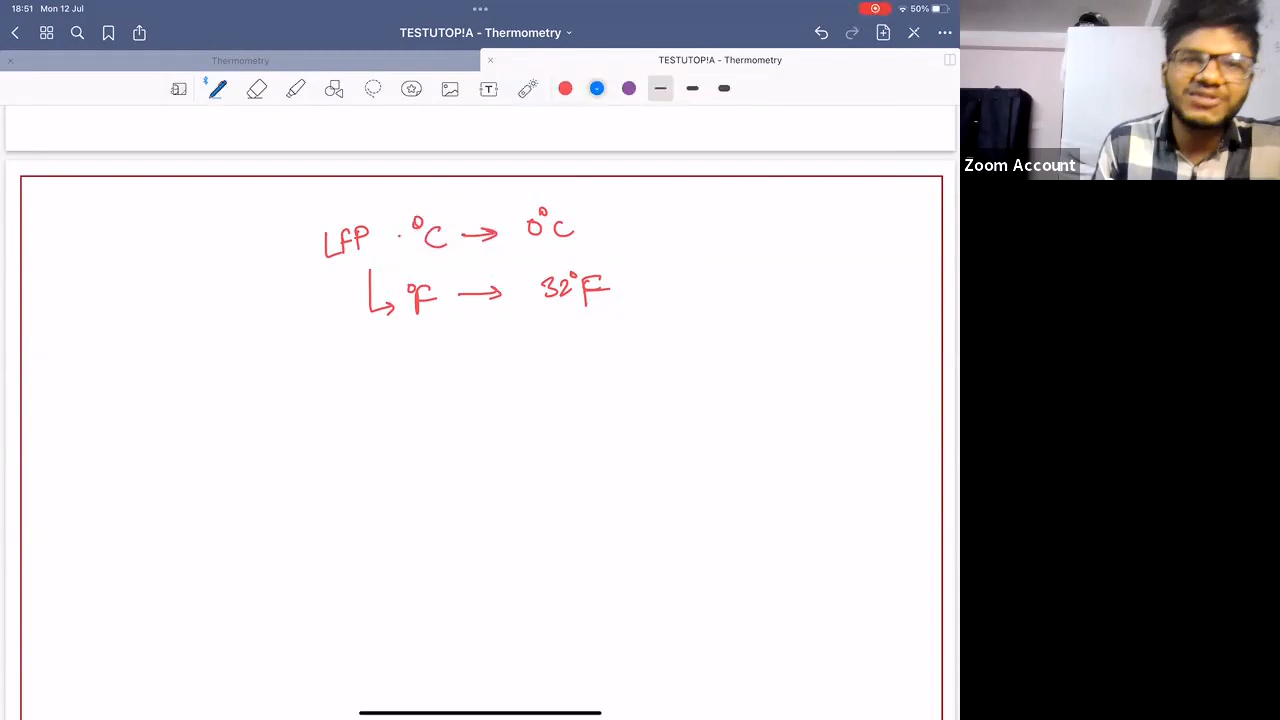 18:51 Mon 12 Jul
50%
TESTUTOP!A - Thermometry
Thermometry
TESTUTOP!A - Thermometry
T
Zoom Account
LFP . °C → 0°C
↳ °F → 32°F